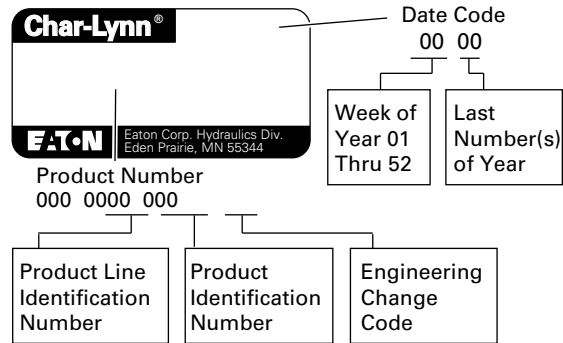 Char-Lynn®
Date Code
00 00
Week of
Year 01
Thru 52
Last
Number(s)
of Year
EATON Eaton Corp. Hydraulics Div.
Eden Prairie, MN 55344
Product Number
000 0000 000
Product Line
Identification
Number
Product
Identification
Number
Engineering
Change
Code